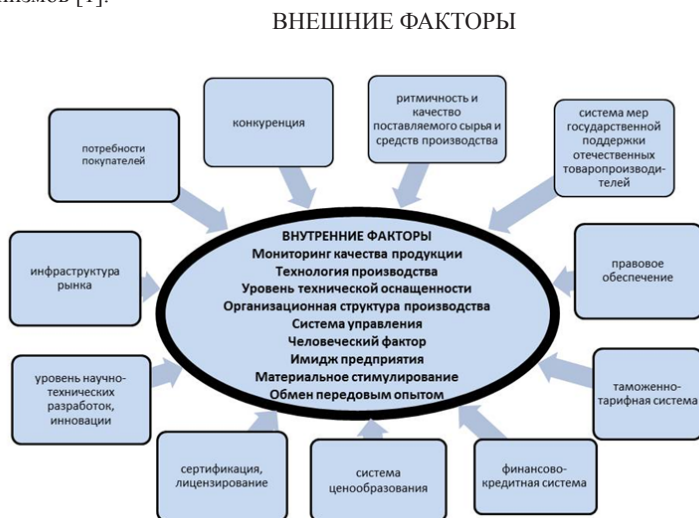 ВНЕШНИЕ ФАКТОРЫ
конкуренция
ритмичность и
качество
поставляемого сырья и
средств производства
система мер
государственной
поддержки
отечественных
товаропроизводи-
телей
потребности
покупателей
инфраструктура
рынка
ВНУТРЕННИЕ ФАКТОРЫ
Мониторинг качества продукции
Технология производства
Уровень технической оснащенности
Организационная структура производства
Система управления
Человеческий фактор
Имидж предприятия
Материальное стимулирование
Обмен передовым опытом
правовое
обеспечение
уровень научно-
технических
разработок,
инновации
таможенно-
тарифная система
сертификация,
лицензирование
система
ценообразования
финансово-
кредитная система